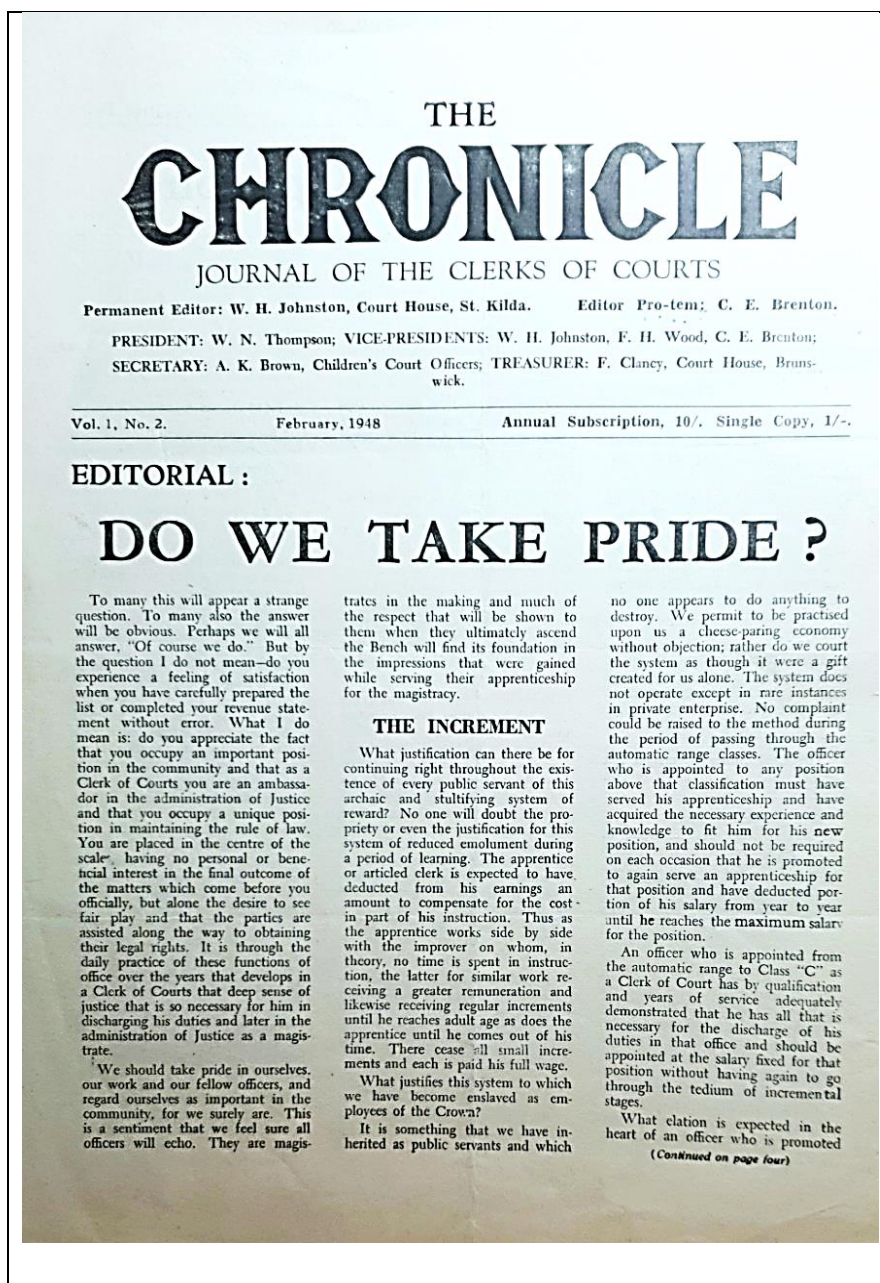 THE
CHRONICLE
JOURNAL OF THE CLERKS OF COURTS
Permanent Editor: W. H. Johnston, Court House, St. Kilda. Editor Pro-tem; C. E. Brenton.
PRESIDENT: W. N. Thompson; VICE-PRESIDENTS: W. H. Johnston, F. H. Wood, C. E. Brenton;
SECRETARY: A. K. Brown, Children's Court Officers; TREASURER: F. Clancy, Court House, Bruns-
wick.
Vol. 1, No. 2. February, 1948 Annual Subscription, 10/. Single Copy, 1/-.
EDITORIAL :
DO WE TAKE PRIDE ?
To many this will appear a strange
question. To many also the answer
will be obvious. Perhaps we will all
answer, "Of course we do." But by
the question I do not mean—do you
experience a feeling of satisfaction
when you have carefully prepared the
list or completed your revenue state-
ment without error. What I do
mean is: do you appreciate the fact
that you occupy an important posi-
tion in the community and that as a
Clerk of Courts you are an ambassa-
dor in the administration of Justice
and that you occupy a unique posi-
tion in maintaining the rule of law.
You are placed in the centre of the
scale, having no personal or bene-
ficial interest in the final outcome of
the matters which come before you
officially, but alone the desire to see
fair play and that the parties are
assisted along the way to obtaining
their legal rights. It is through the
daily practice of these functions of
office over the years that develops in
a Clerk of Courts that deep sense of
justice that is so necessary for him in
discharging his duties and later in the
administration of Justice as a magis-
trate.
We should take pride in ourselves.
our work and our fellow officers, and
regard ourselves as important in the
community, for we surely are. This
is a sentiment that we feel sure all
officers will echo. They are magis-
trates in the making and much of
the respect that will be shown to
them when they ultimately ascend
the Bench will find its foundation in
the impressions that were gained
while serving their apprenticeship
for the magistracy.
THE INCREMENT
What justification can there be for
continuing right throughout the exis-
tence of every public servant of this
archaic and stultifying system of
reward? No one will doubt the pro-
priety or even the justification for this
system of reduced emolument during
a period of learning. The apprentice
or articled clerk is expected to have
deducted from his earnings an
amount to compensate for the cost
in part of his instruction. Thus as
the apprentice works side by side
with the improver on whom, in
theory, no time is spent in instruc-
tion, the latter for similar work re-
ceiving a greater remuneration and
likewise receiving regular increments
until he reaches adult age as does the
apprentice until he comes out of his
time. There cease all small incre-
ments and each is paid his full wage.
What justifies this system to which
we have become enslaved as em-
ployees of the Crown?
It is something that we have in-
herited as public servants and which
no one appears to do anything to
destroy. We permit to be practised
upon us a cheese-paring economy
without objection; rather do we court
the system as though it were a gift
created for us alone. The system does
not operate except in rare instances
in private enterprise. No complaint
could be raised to the method during
the period of passing through the
automatic range classes. The officer
who is appointed to any position
above that classification must have
served his apprenticeship and have
acquired the necessary experience and
knowledge to fit him for his new
position, and should not be required
on each occasion that he is promoted
to again serve an apprenticeship for
that position and have deducted por-
tion of his salary from year to year
until he reaches the maximum salary
for the position.
An officer who is appointed from
the automatic range to Class "C" as
a Clerk of Court has by qualification
and years of service adequately
demonstrated that he has all that is
necessary for the discharge of his
duties in that office and should be
appointed at the salary fixed for that
position without having again to go
through the tedium of incremental
stages.
What elation is expected in the
heart of an officer who is promoted
(Continued on page four)